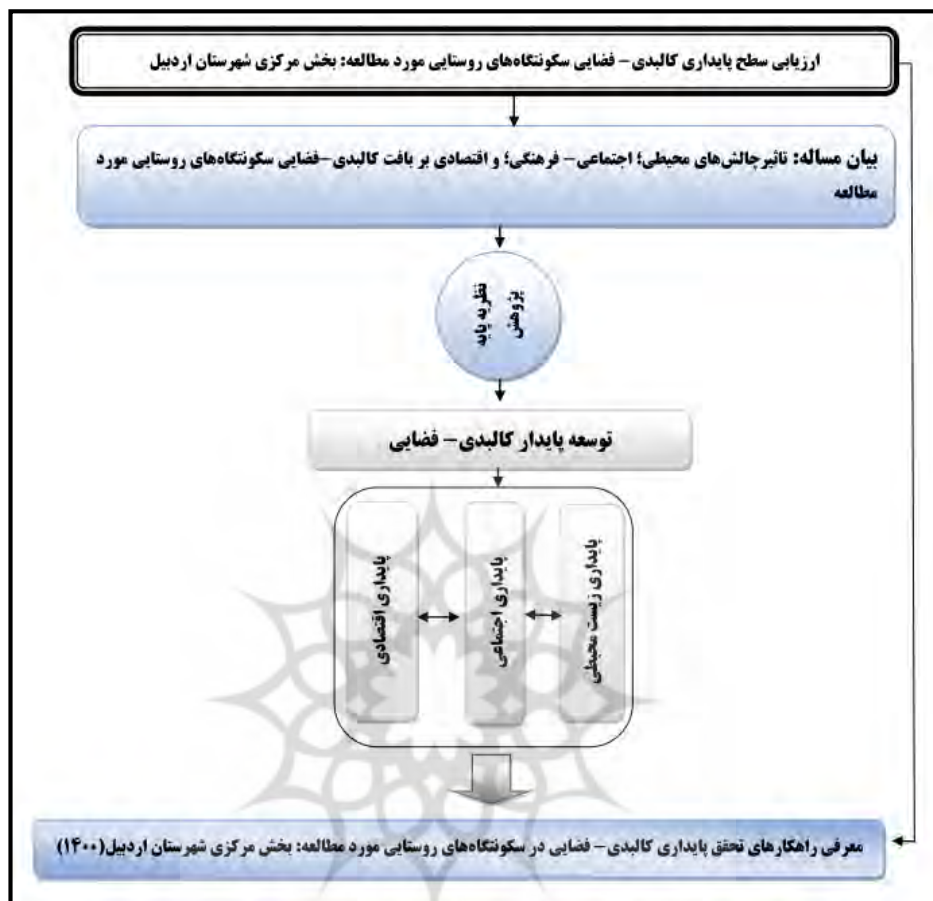 ارزیابی سطح پایداری کالبدی- فضایی سکونتگاه‌های روستایی مورد مطالعه: بخش مرکزی شهرستان اردبیل
بیان مساله: تاثیرچالش‌های محیطی؛ اجتماعی- فرهنگی؛ و اقتصادی بر بافت کالبدی-فضایی سکونتگاه‌های روستایی مورد
مطالعه
نظریه پایه
پژوهش
توسعه پایدار کالبدی- فضایی
پایداری زیست محیطی
پایداری اجتماعی
پایداری اقتصادی
معرفی راهکارهای تحقق پایداری کالبدی- فضایی در سکونتگاه‌های روستایی مورد مطالعه: بخش مرکزی شهرستان اردبیل(۱۴۰۰)